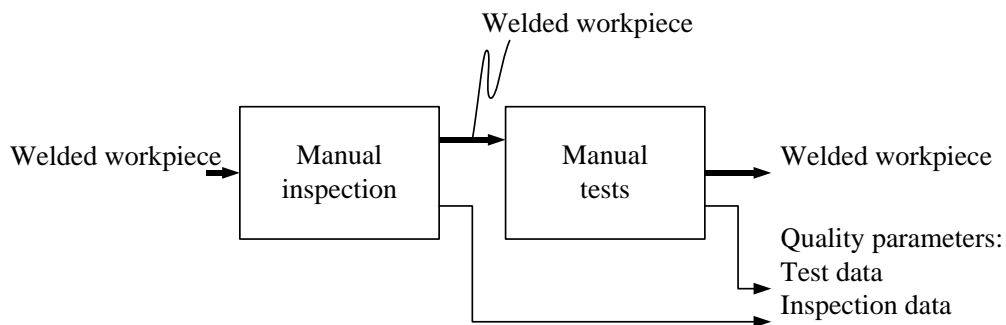 Welded workpiece
Welded workpiece
Manual
inspection
Manual
tests
Welded workpiece
Quality parameters:
Test data
Inspection data